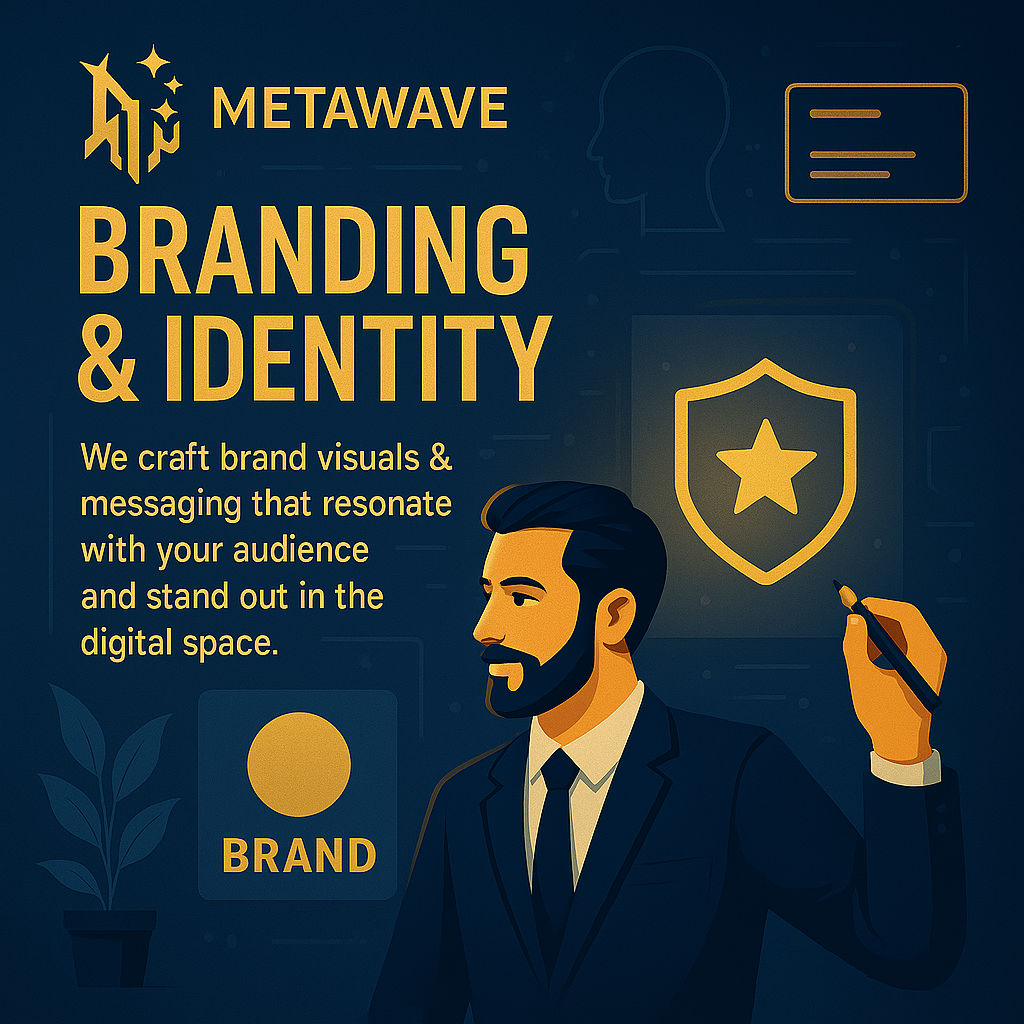 METAWAVE
BRANDING
& IDENTITY
We craft brand visuals &
messaging that resonate
with your audience
and stand out in the
digital space.
BRAND